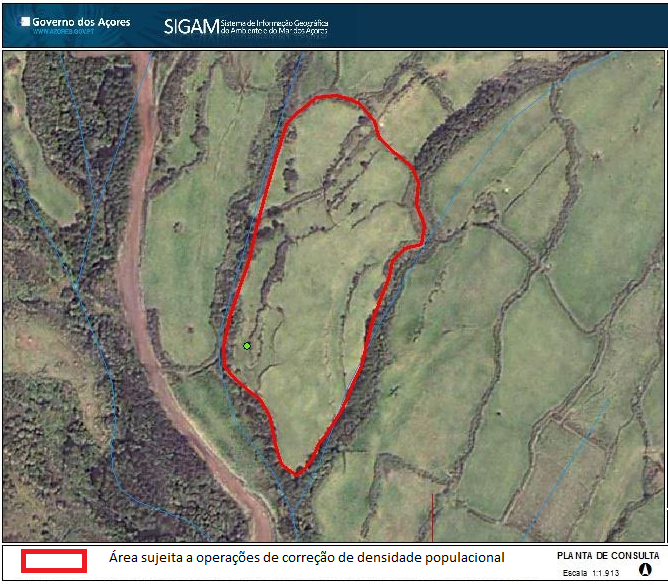 Governo dos Açores
WWW.AZORES.GOV.PT
SIGAM Sistema de Informação Geográfica
do Ambiente e do Mar dos Açores
Área sujeita a operações de correção de densidade populacional
PLANTA DE CONSULTA
Escala 1:1.913